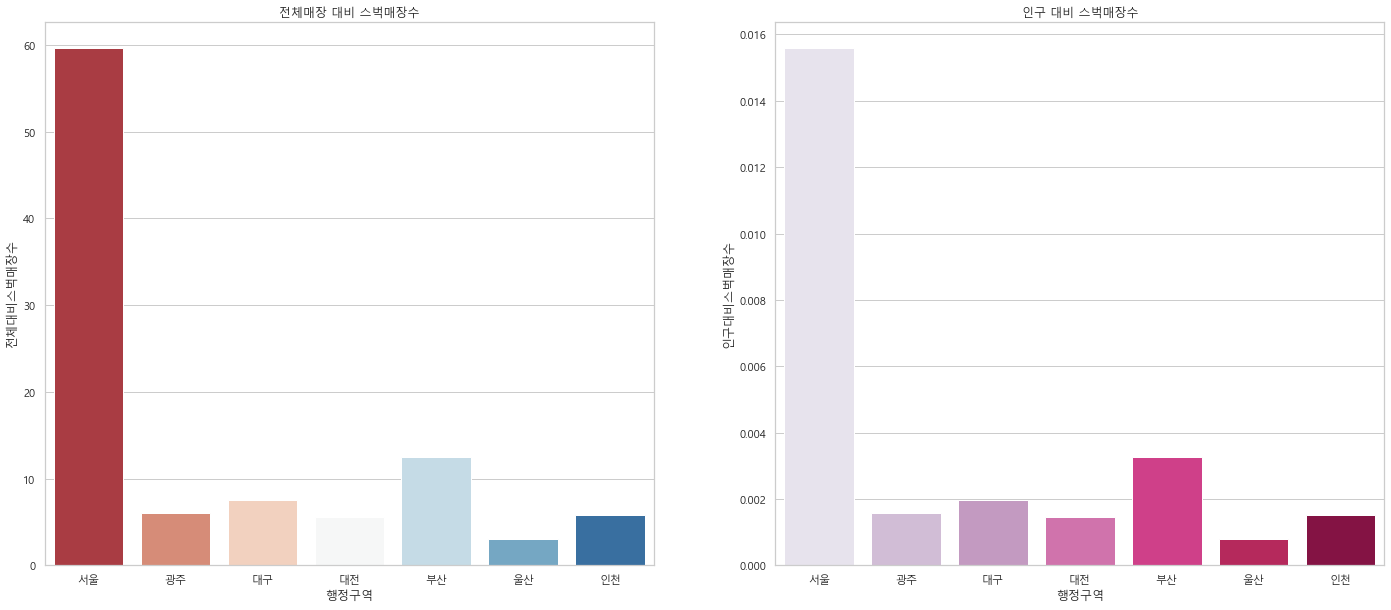 전체매장 대비 스벅매장수
60
50
40
30
20
10
0
전체대비스벅매장수
서울 광주 대구 대전 부산 울산 인천
행정구역
인구 대비 스벅매장수
0.016
0.014
0.012
0.010
0.008
0.006
0.004
0.002
0.000
인구대비스벅매장수
서울 광주 대구 대전 부산 울산 인천
행정구역